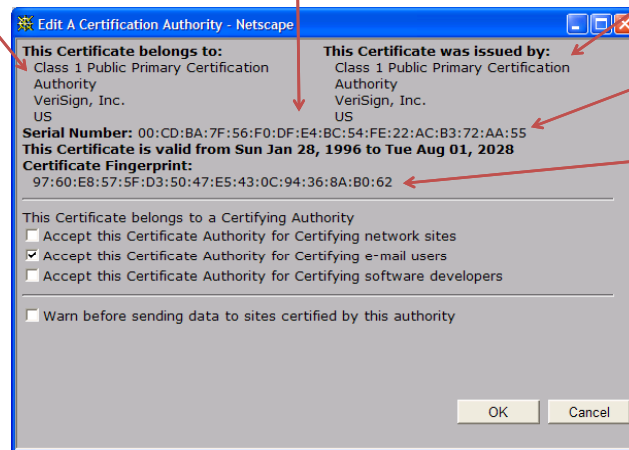 Edit A Certification Authority - Netscape
This Certificate belongs to:
Class 1 Public Primary Certification
Authority
VeriSign, Inc.
US
This Certificate was issued by:
Class 1 Public Primary Certification
Authority
VeriSign, Inc.
US
Serial Number: 00:CD:BA:7F:56:F0:DF:E4:BC:54:FE:22:AC:B3:72:AA:55
This Certificate is valid from Sun Jan 28, 1996 to Tue Aug 01, 2028
Certificate Fingerprint:
97:60:E8:57:5F:D3:50:47:E5:43:0C:94:36:8A:B0:62
This Certificate belongs to a Certifying Authority
Accept this Certificate Authority for Certifying network sites
Accept this Certificate Authority for Certifying e-mail users
Accept this Certificate Authority for Certifying software developers
Warn before sending data to sites certified by this authority
OK Cancel